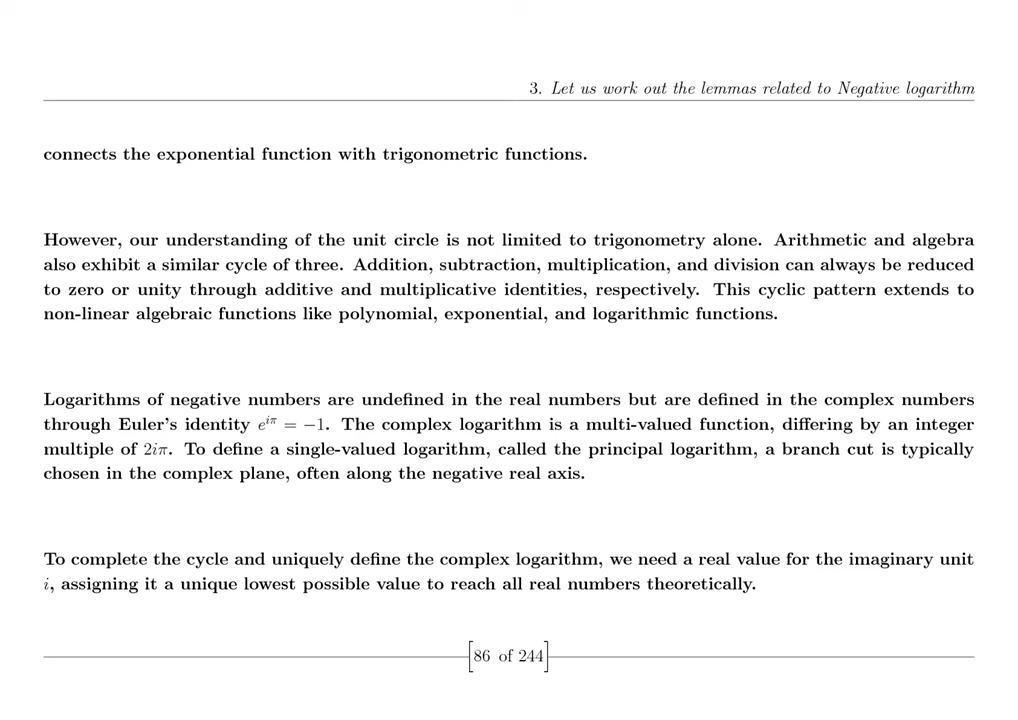 3. Let us work out the lemmas related to Negative logarithm
connects the exponential function with trigonometric functions.
However, our understanding of the unit circle is not limited to trigonometry alone. Arithmetic and algebra
also exhibit a similar cycle of three. Addition, subtraction, multiplication, and division can always be reduced
to zero or unity through additive and multiplicative identities, respectively. This cyclic pattern extends to
non-linear algebraic functions like polynomial, exponential, and logarithmic functions.
Logarithms of negative numbers are undefined in the real numbers but are defined in the complex numbers
through Euler's identity e^{iπ} = −1. The complex logarithm is a multi-valued function, differing by an integer
multiple of 2iπ. To define a single-valued logarithm, called the principal logarithm, a branch cut is typically
chosen in the complex plane, often along the negative real axis.
To complete the cycle and uniquely define the complex logarithm, we need a real value for the imaginary unit
i, assigning it a unique lowest possible value to reach all real numbers theoretically.
[86 of 244]